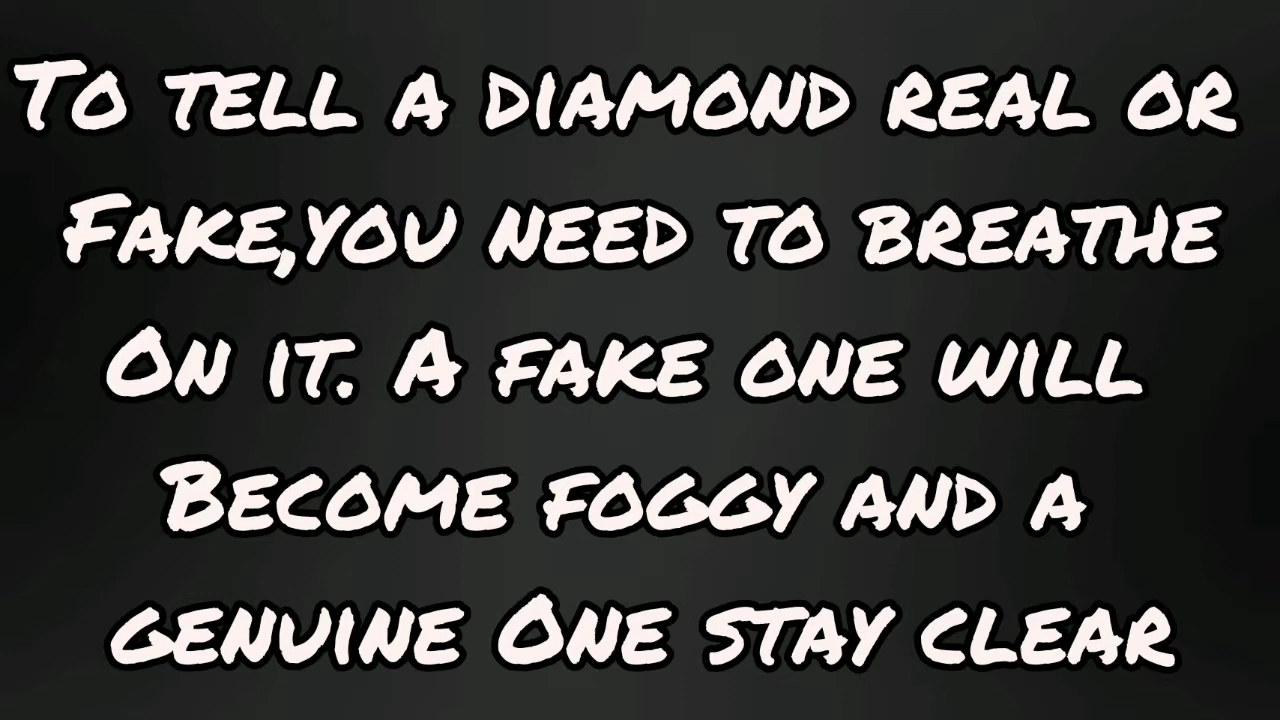 To tell a diamond real or
Fake,you need to breathe
On it. A fake one will
Become foggy and a
genuine One stay clear